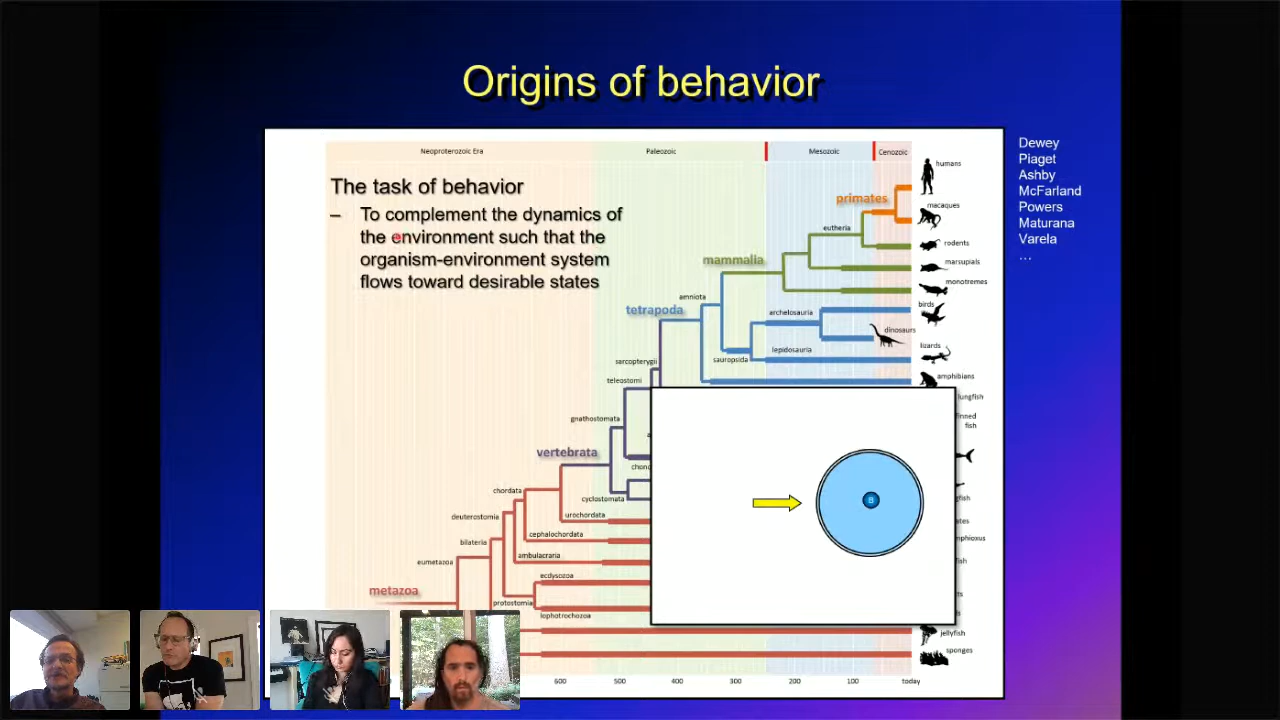 Origins of behavior
Neoproterozoic Era
Paleozoic
Mesozoic
Cenozoic
Dewey
Piaget
Ashby
McFarland
Powers
Maturana
Varela
...
The task of behavior
– To complement the dynamics of
the environment such that the
organism-environment system
flows toward desirable states
humans
primates
macaques
eutheria
rodents
mammalia
marsupials
monotremes
amniota
birds
tetrapoda
archelosauria
dinosaurs
lizards
lepidosauria
sauropsida
sarcopterygii
amphibians
teleostomi
lungfish
finned
fish
gnathostomata
vertebrata
chond
cyclostomata
chordata
B
gfish
urochordata
ates
deuterostomia
cephalochordata
mphioxus
bilateria
ambulacraria
fish
eumetazoa
ecdysozoa
metazoa
protostomia
lophotrochozoa
jellyfish
sponges
600
500
400
300
200
100
today